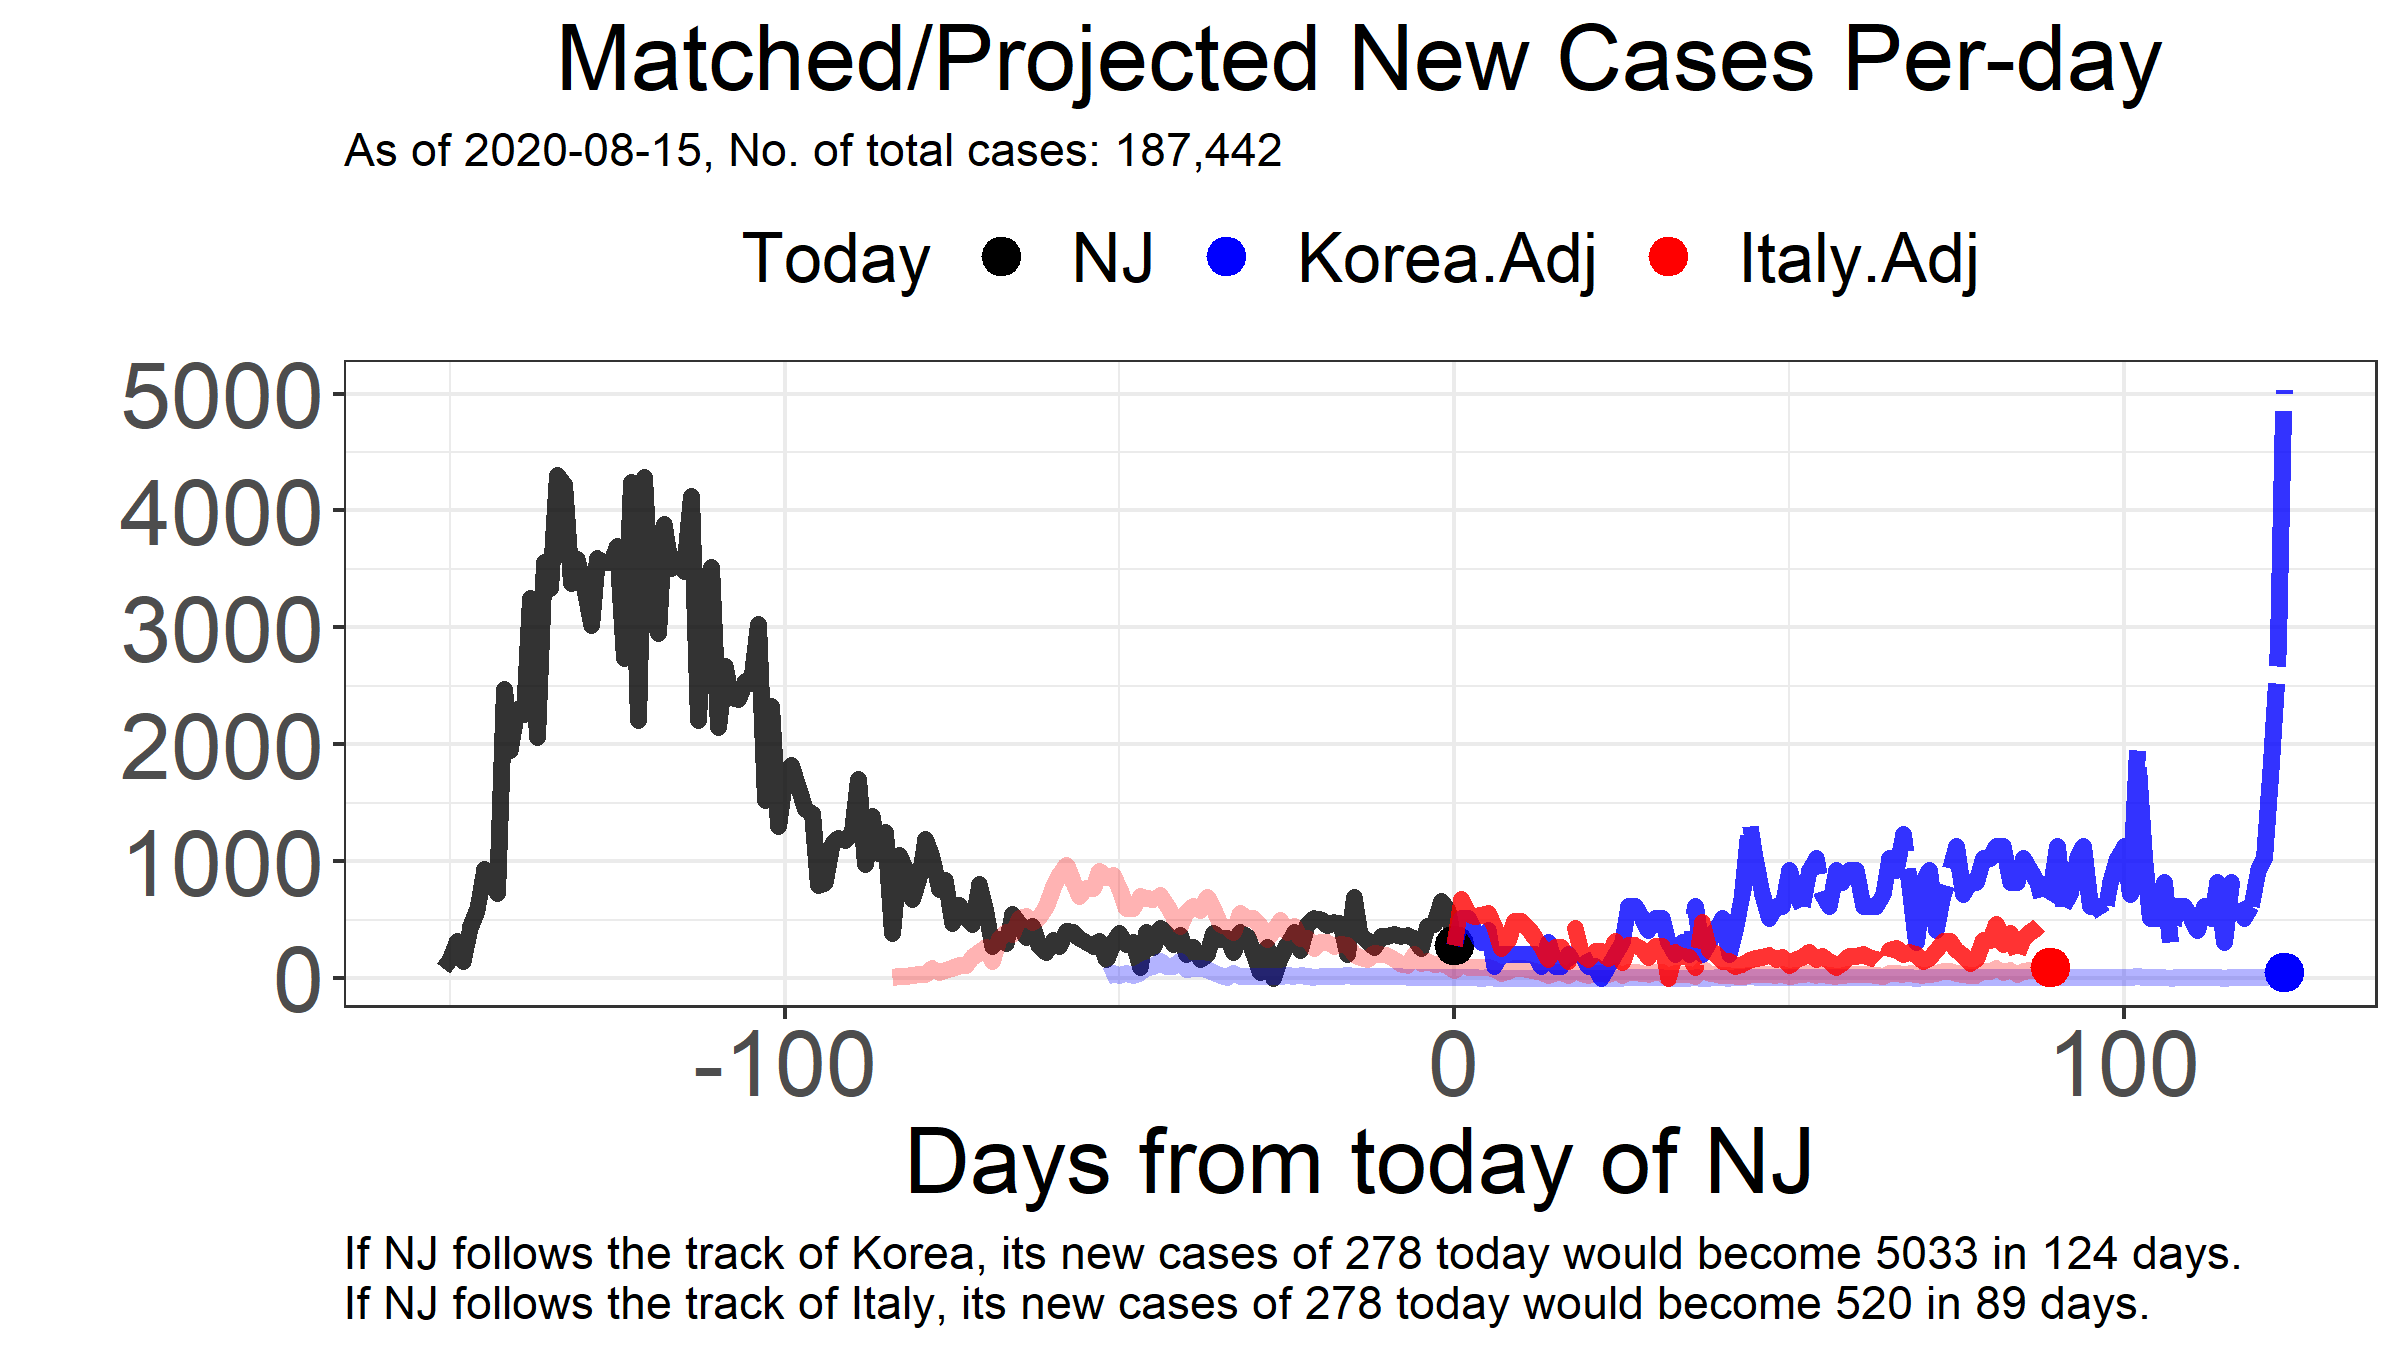 Matched/Projected New Cases Per-day
As of 2020-08-15, No. of total cases: 187,442
Today NJ Korea.Adj Italy.Adj
5000
4000
3000
2000
1000
0
-100 0 100
Days from today of NJ
If NJ follows the track of Korea, its new cases of 278 today would become 5033 in 124 days.
If NJ follows the track of Italy, its new cases of 278 today would become 520 in 89 days.